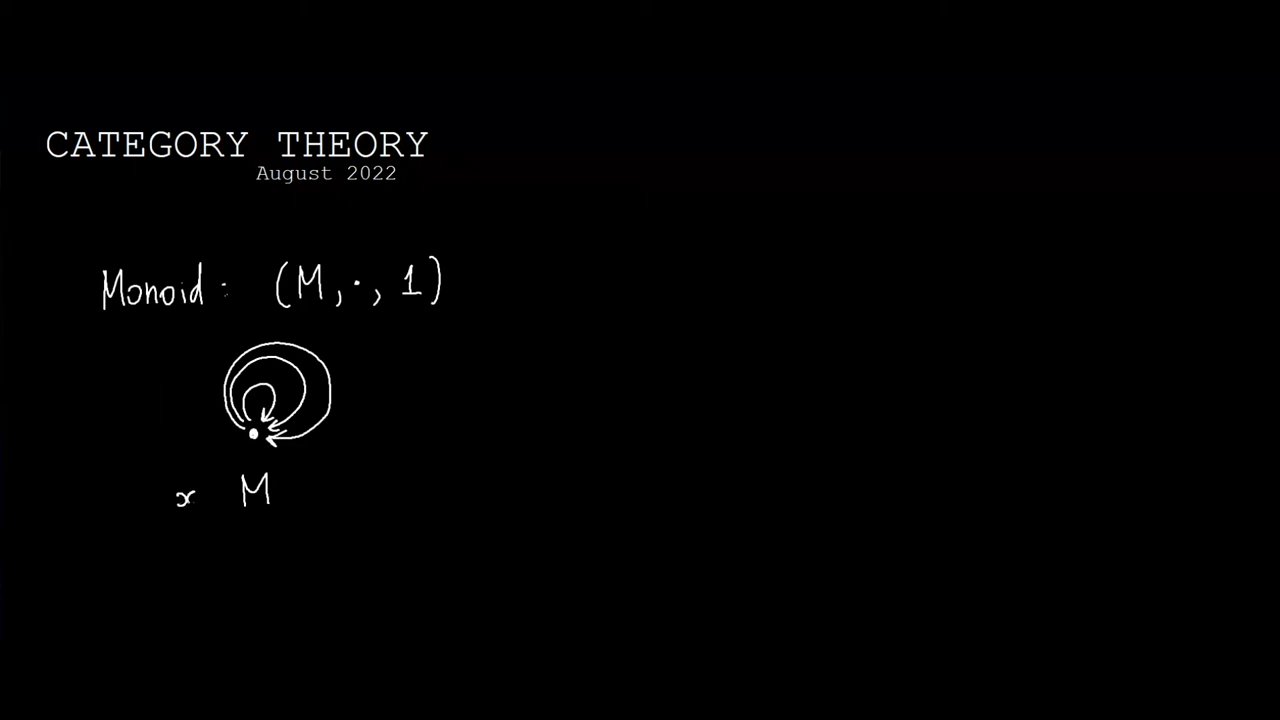 CATEGORY THEORY
August 2022
Monoid: (M, ·, 1)
x M